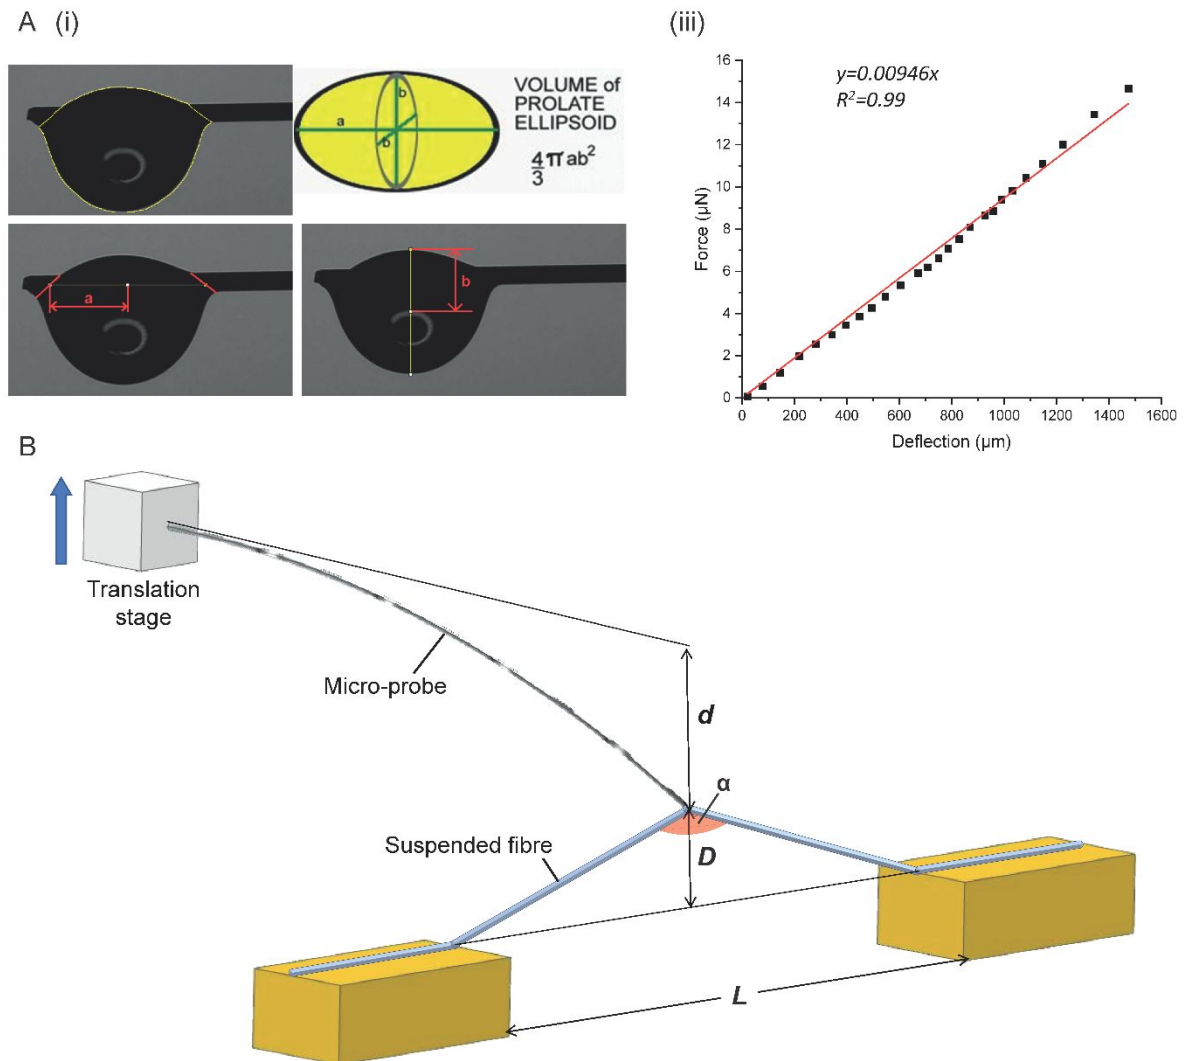 A (i)
VOLUME of
PROLATE
ELLIPSOID
4/3 π ab²
a
b
b
a
b
(iii)
y=0.00946x
R²=0.99
16
14
12
10
8
6
4
2
0
Force (μN)
0 200 400 600 800 1000 1200 1400 1600
Deflection (μm)
B
Translation
stage
Micro-probe
d
α
Suspended fibre
D
L